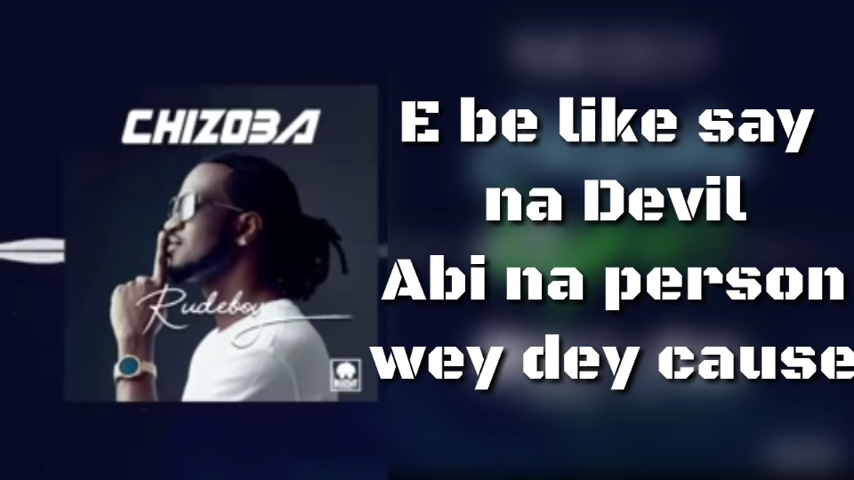 CHIZOBA
Rudeboy
E be like say
na Devil
Abi na person
wey dey cause